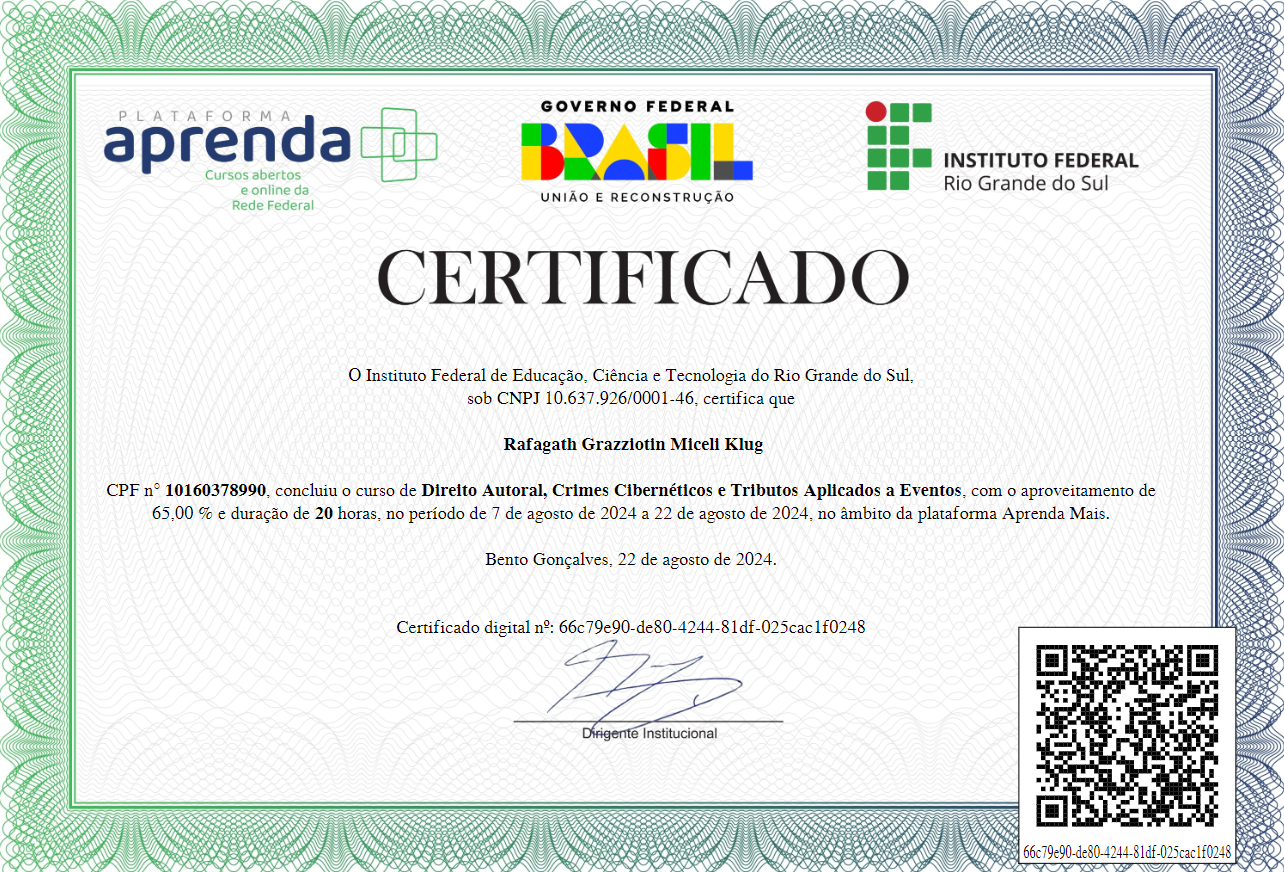 PLATAFORMA
aprenda
Cursos abertos
e online da
Rede Federal
GOVERNO FEDERAL
BRASIL
UNIÃO E RECONSTRUÇÃO
INSTITUTO FEDERAL
Rio Grande do Sul
CERTIFICADO
O Instituto Federal de Educação, Ciência e Tecnologia do Rio Grande do Sul,
sob CNPJ 10.637.926/0001-46, certifica que
Rafagath Grazziotin Miceli Klug
CPF n° 10160378990, concluiu o curso de Direito Autoral, Crimes Cibernéticos e Tributos Aplicados a Eventos, com o aproveitamento de
65,00 % e duração de 20 horas, no período de 7 de agosto de 2024 a 22 de agosto de 2024, no âmbito da plataforma Aprenda Mais.
Bento Gonçalves, 22 de agosto de 2024.
Certificado digital nº: 66c79e90-de80-4244-81df-025cac1f0248
Dirigente Institucional
66c79e90-de80-4244-81df-025cac1f0248